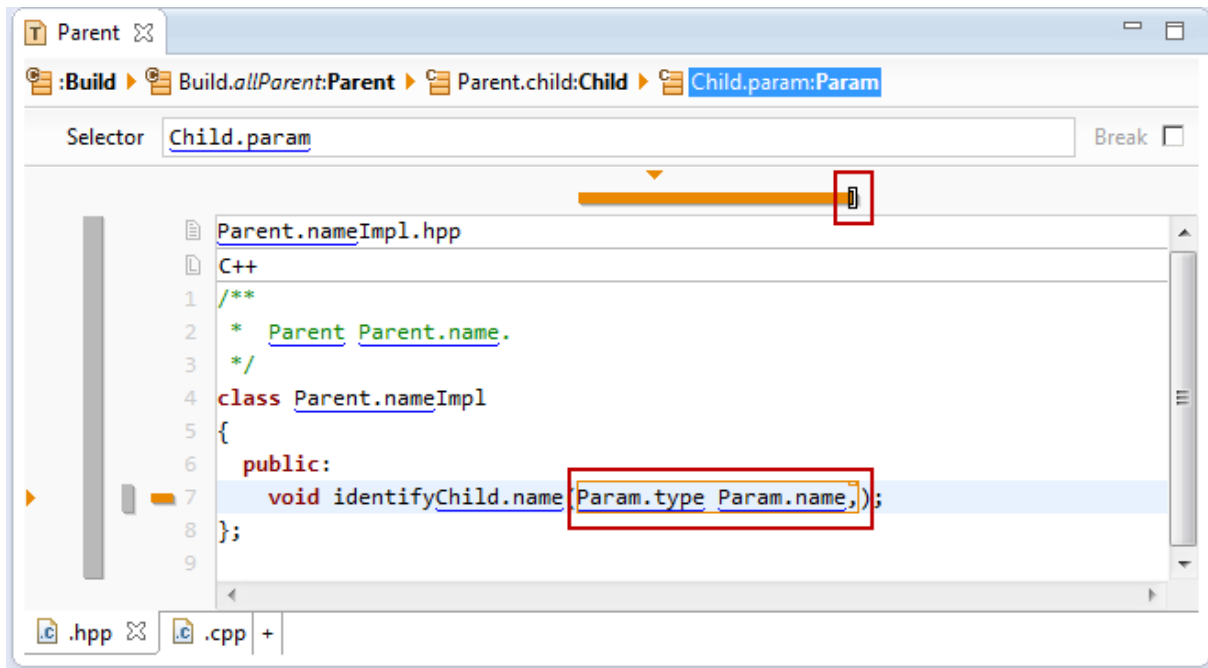 T Parent
:Build Build.allParent:Parent Parent.child:Child Child.param:Param
Selector Child.param Break
Parent.nameImpl.hpp
L C++
1 /**
2 * Parent Parent.name.
3 */
4 class Parent.nameImpl
5 {
6 public:
7 void identifyChild.name(Param.type Param.name,);
8 };
9
.c .hpp .c .cpp +